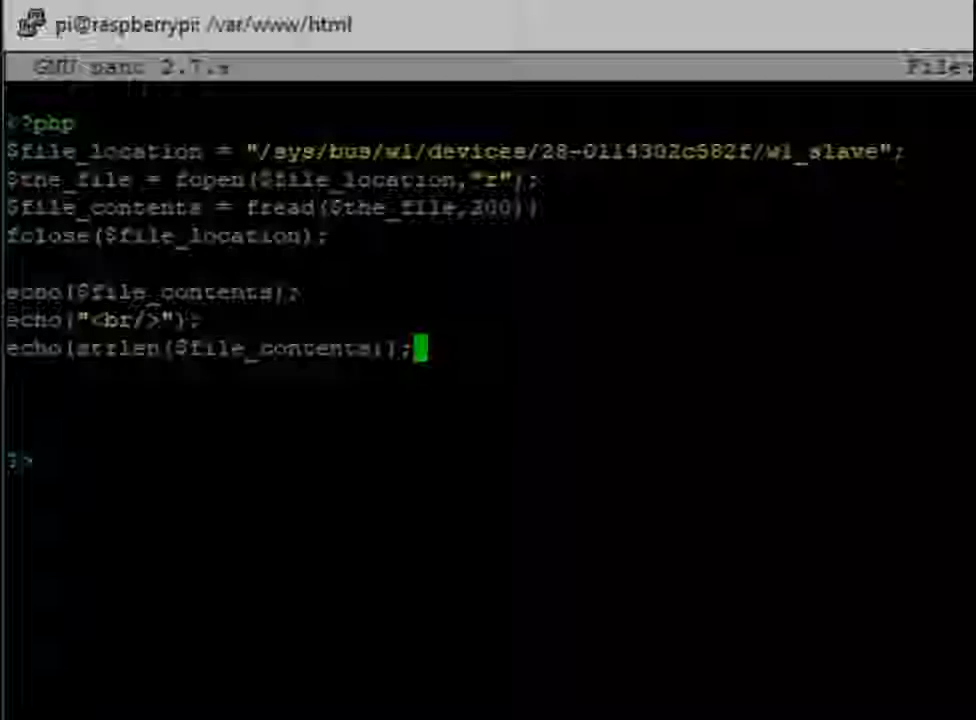 pi@raspberrypi: /var/www/html
GNU nano 2.7.4 File:
<?php
$file_location = "/sys/bus/w1/devices/28-0114302c582f/w1_slave";
$the_file = fopen($file_location,"r");
$file_contents = fread($the_file,200);
fclose($file_location);
echo($file_contents);
echo("<br/>");
echo(strlen($file_contents));
?>